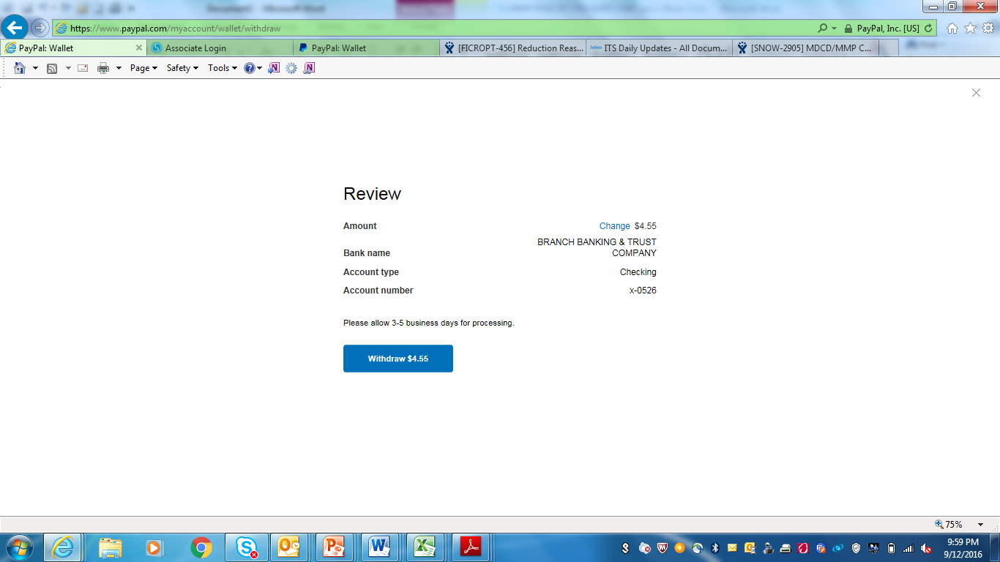 https://www.paypal.com/myaccount/wallet/withdraw
PayPal, Inc. [US]
PayPal: Wallet
Associate Login
PayPal: Wallet
[FICROPT-456] Reduction Reas...
ITS Daily Updates - All Docum...
[SNOW-2905] MDCD/MMP C...
Page
Safety
Tools
Review
Amount
Change $4.55
BRANCH BANKING & TRUST
Bank name
COMPANY
Account type
Checking
Account number
x-0526
Please allow 3-5 business days for processing.
Withdraw $4.55
75%
9:59 PM
9/12/2016